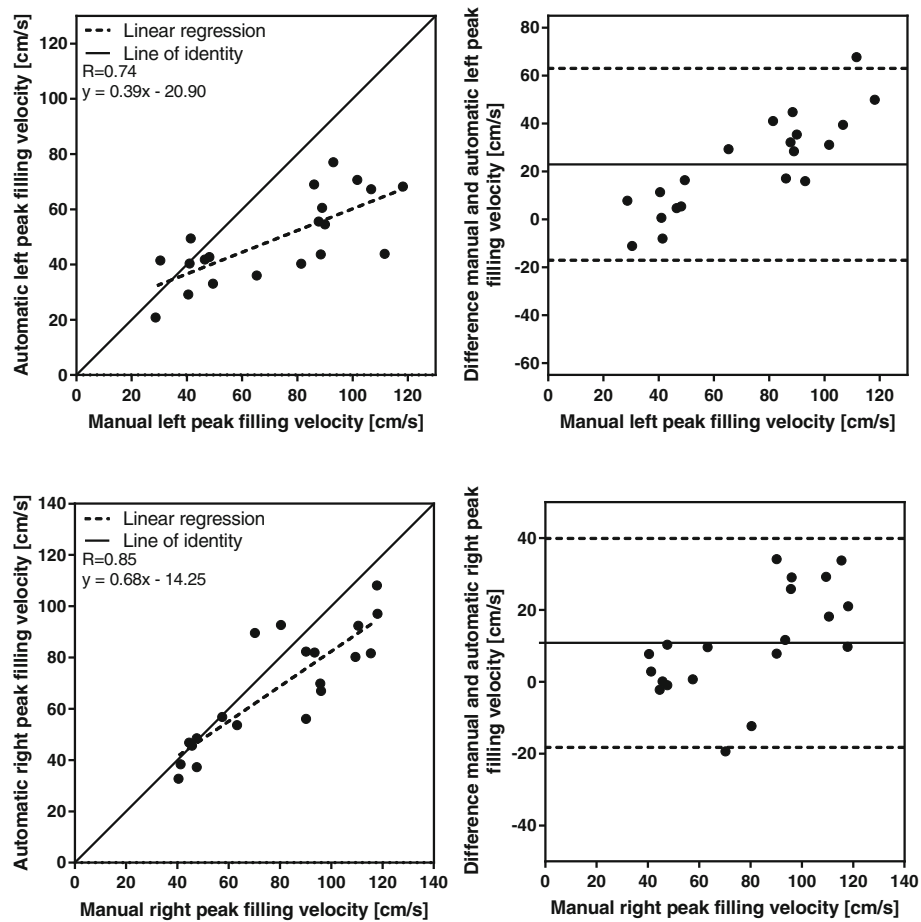 Automatic left peak filling velocity [cm/s]
120
100
80
60
40
20
0
Linear regression
Line of identity
R=0.74
y = 0.39x - 20.90
0 20 40 60 80 100 120
Manual left peak filling velocity [cm/s]
Difference manual and automatic left peak
filling velocity [cm/s]
80
60
40
20
0
-20
-40
-60
0 20 40 60 80 100 120
Manual left peak filling velocity [cm/s]
Automatic right peak filling velocity [cm/s]
140
120
100
80
60
40
20
0
Linear regression
Line of identity
R=0.85
y = 0.68x - 14.25
0 20 40 60 80 100 120 140
Manual right peak filling velocity [cm/s]
Difference manual and automatic right peak
filling velocity [cm/s]
40
20
0
-20
-40
0 20 40 60 80 100 120 140
Manual right peak filling velocity [cm/s]